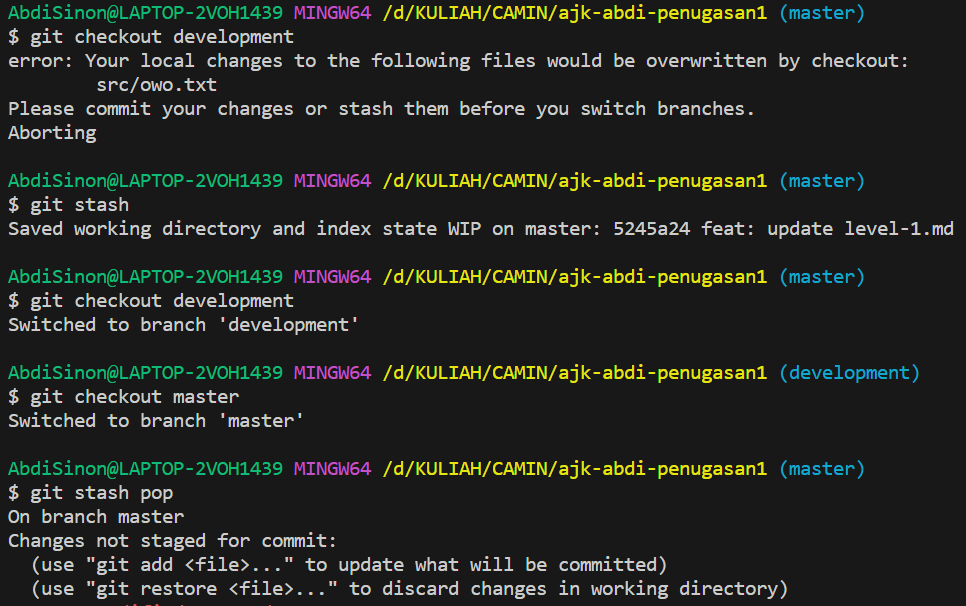 AbdiSinon@LAPTOP-2VOH1439 MINGW64 /d/KULIAH/CAMIN/ajk-abdi-penugasan1 (master)
$ git checkout development
error: Your local changes to the following files would be overwritten by checkout:
        src/owo.txt
Please commit your changes or stash them before you switch branches.
Aborting
AbdiSinon@LAPTOP-2VOH1439 MINGW64 /d/KULIAH/CAMIN/ajk-abdi-penugasan1 (master)
$ git stash
Saved working directory and index state WIP on master: 5245a24 feat: update level-1.md
AbdiSinon@LAPTOP-2VOH1439 MINGW64 /d/KULIAH/CAMIN/ajk-abdi-penugasan1 (master)
$ git checkout development
Switched to branch 'development'
AbdiSinon@LAPTOP-2VOH1439 MINGW64 /d/KULIAH/CAMIN/ajk-abdi-penugasan1 (development)
$ git checkout master
Switched to branch 'master'
AbdiSinon@LAPTOP-2VOH1439 MINGW64 /d/KULIAH/CAMIN/ajk-abdi-penugasan1 (master)
$ git stash pop
On branch master
Changes not staged for commit:
  (use "git add <file>..." to update what will be committed)
  (use "git restore <file>..." to discard changes in working directory)